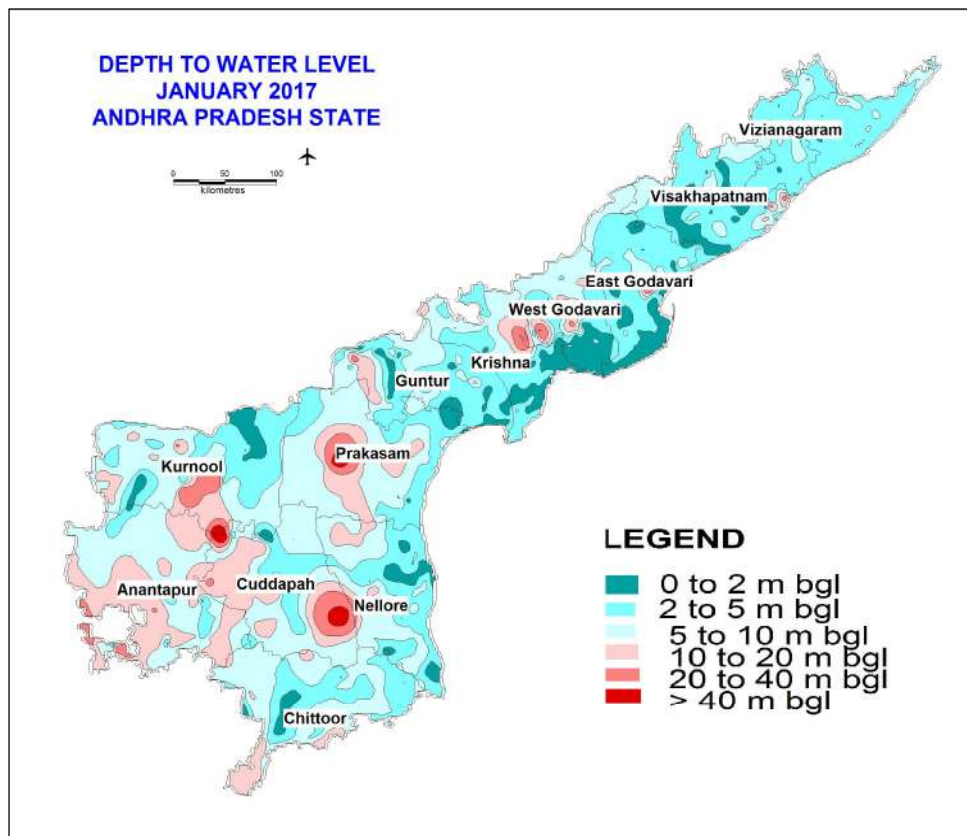 DEPTH TO WATER LEVEL
JANUARY 2017
ANDHRA PRADESH STATE
0 50 100
kilometres
Vizianagaram
Visakhapatnam
East Godavari
West Godavari
Krishna
Guntur
Prakasam
Kurnool
Anantapur
Cuddapah
Nellore
Chittoor
LEGEND
0 to 2 m bgl
2 to 5 m bgl
5 to 10 m bgl
10 to 20 m bgl
20 to 40 m bgl
> 40 m bgl